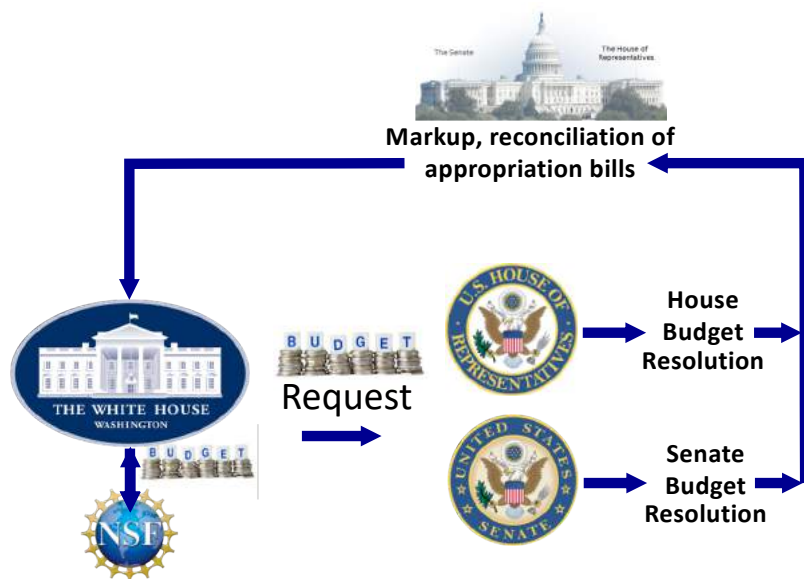 The Senate
The House of
Representatives
Markup, reconciliation of
appropriation bills
THE WHITE HOUSE
WASHINGTON
BUDGET
Request
U.S. HOUSE OF
REPRESENTATIVES
House
Budget
Resolution
BUDGET
NSF
UNITED STATES
SENATE
Senate
Budget
Resolution